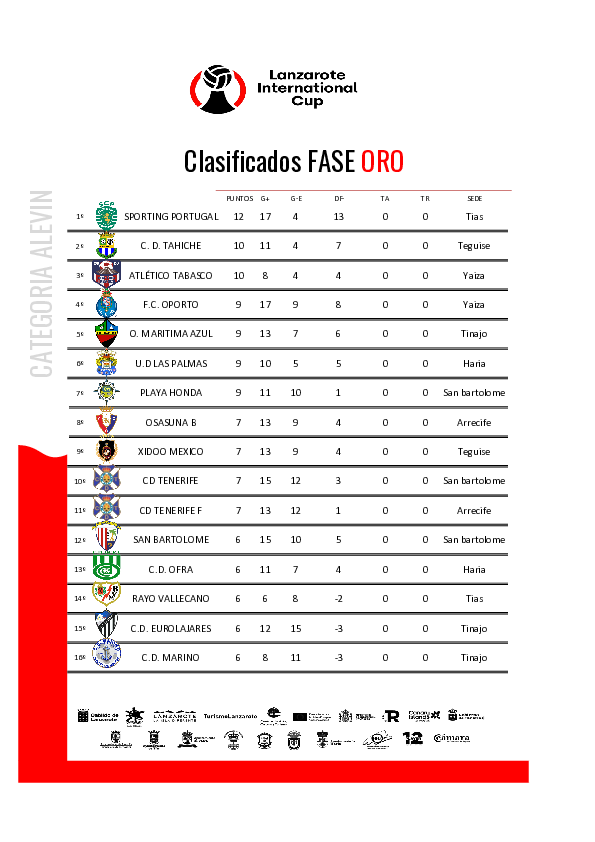 Lanzarote
International
Cup
Clasificados FASE ORO
CATEGORIA ALEVIN
PUNTOS G+ G-E DF- TA TR SEDE
1º SPORTING PORTUGAL 12 17 4 13 0 0 Tias
2º C. D. TAHICHE 10 11 4 7 0 0 Teguise
3º ATLÉTICO TABASCO 10 8 4 4 0 0 Yaiza
4º F.C. OPORTO 9 17 9 8 0 0 Yaiza
5º O. MARITIMA AZUL 9 13 7 6 0 0 Tinajo
6º U.D LAS PALMAS 9 10 5 5 0 0 Haria
7º PLAYA HONDA 9 11 10 1 0 0 San bartolome
8º OSASUNA B 7 13 9 4 0 0 Arrecife
9º XIDOO MEXICO 7 13 9 4 0 0 Teguise
10º CD TENERIFE 7 15 12 3 0 0 San bartolome
11º CD TENERIFE F 7 13 12 1 0 0 Arrecife
12º SAN BARTOLOME 6 15 10 5 0 0 San bartolome
13º C.D. OFRA 6 11 7 4 0 0 Haria
14º RAYO VALLECANO 6 6 8 -2 0 0 Tias
15º C.D. EUROLAJARES 6 12 15 -3 0 0 Tinajo
16º C.D. MARINO 6 8 11 -3 0 0 Tinajo
Cabildo de Lanzarote LANZAROTE TurismoLanzarote Canary Islands
12 Cámara